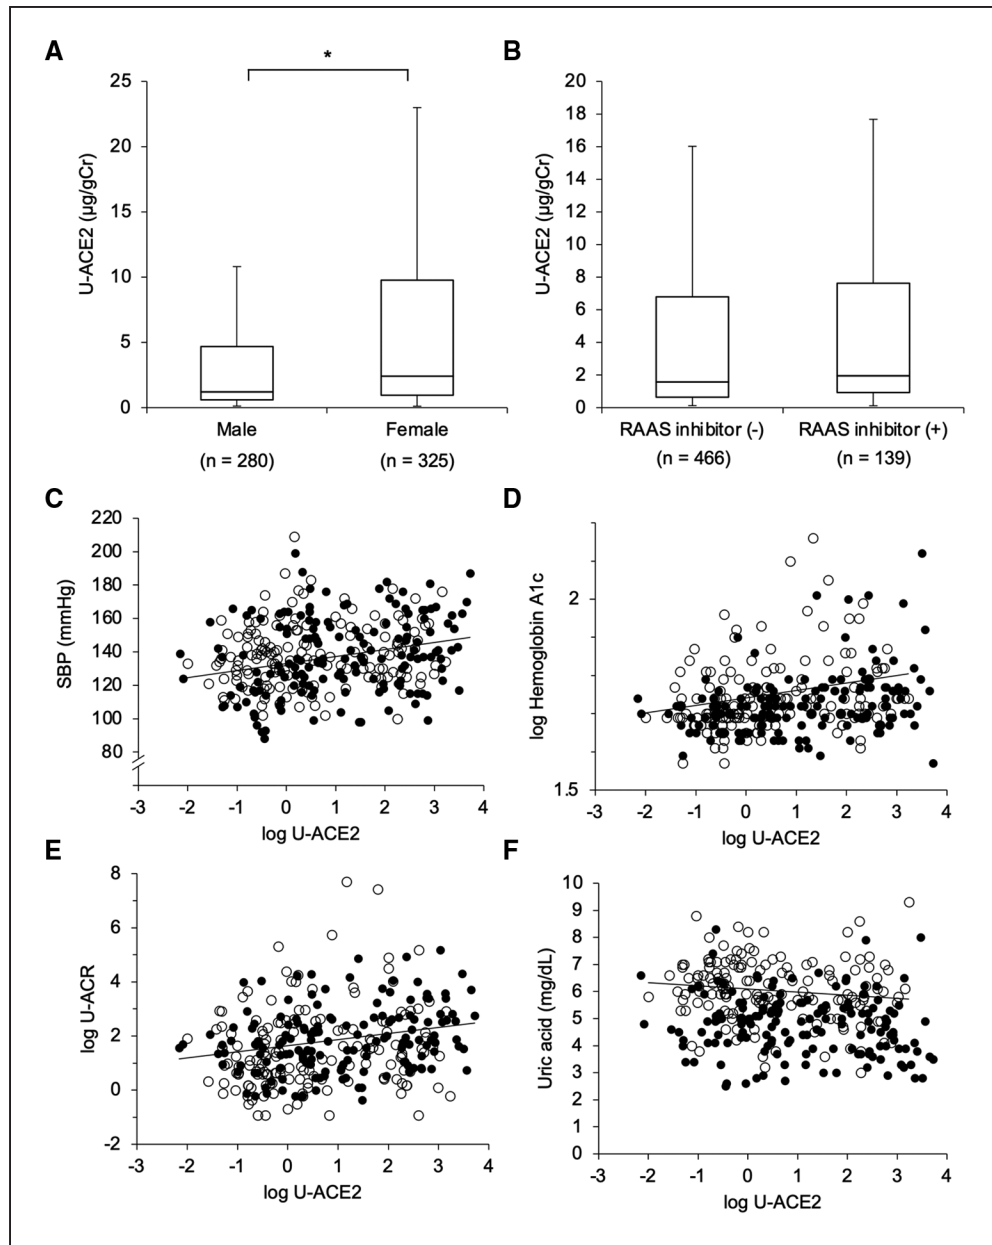 A
*
U-ACE2 (μg/gCr)
25
20
15
10
5
0
Male
Female
(n = 280)
(n = 325)
B
U-ACE2 (μg/gCr)
20
18
16
14
12
10
8
6
4
2
0
RAAS inhibitor (-)
RAAS inhibitor (+)
(n = 466)
(n = 139)
C
SBP (mmHg)
220
200
180
160
140
120
100
80
-3 -2 -1 0 1 2 3 4
log U-ACE2
D
log Hemoglobin A1c
2
1.5
-3 -2 -1 0 1 2 3 4
log U-ACE2
E
log U-ACR
8
6
4
2
0
-2
-3 -2 -1 0 1 2 3 4
log U-ACE2
F
Uric acid (mg/dL)
10
9
8
7
6
5
4
3
2
1
0
-3 -2 -1 0 1 2 3 4
log U-ACE2